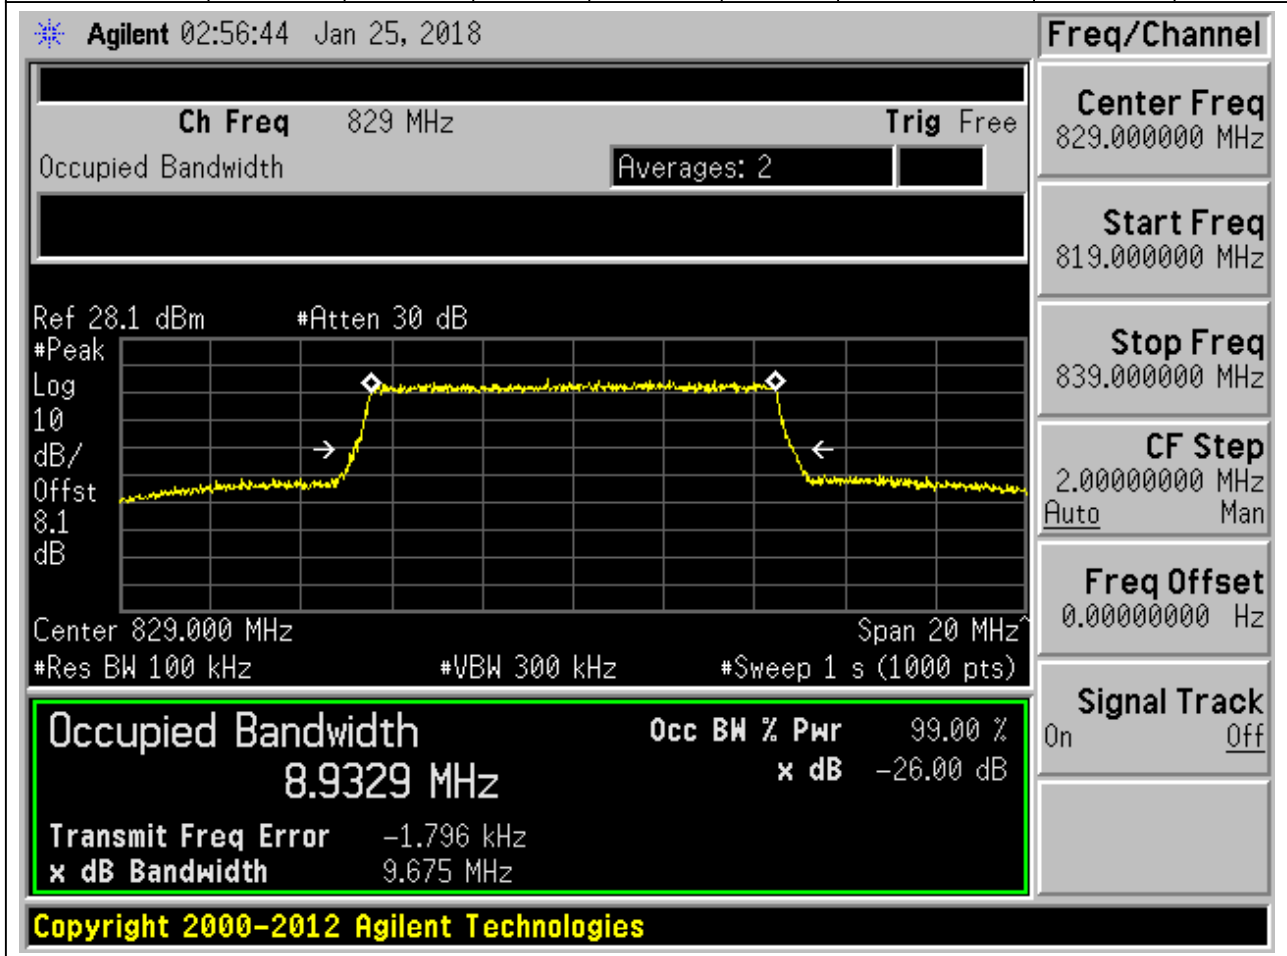 Agilent 02:56:44 Jan 25, 2018
Freq/Channel
Ch Freq 829 MHz Trig Free
Occupied Bandwidth Averages: 2
Center Freq
829.000000 MHz
Start Freq
819.000000 MHz
Stop Freq
839.000000 MHz
CF Step
2.00000000 MHz
Auto Man
Freq Offset
0.00000000 Hz
Signal Track
On Off
Ref 28.1 dBm #Atten 30 dB
#Peak
Log
10
dB/
Offst
8.1
dB
Center 829.000 MHz Span 20 MHz^
#Res BW 100 kHz #VBW 300 kHz #Sweep 1 s (1000 pts)
Occupied Bandwidth Occ BW % Pwr 99.00 %
8.9329 MHz x dB -26.00 dB
Transmit Freq Error -1.796 kHz
x dB Bandwidth 9.675 MHz
Copyright 2000-2012 Agilent Technologies